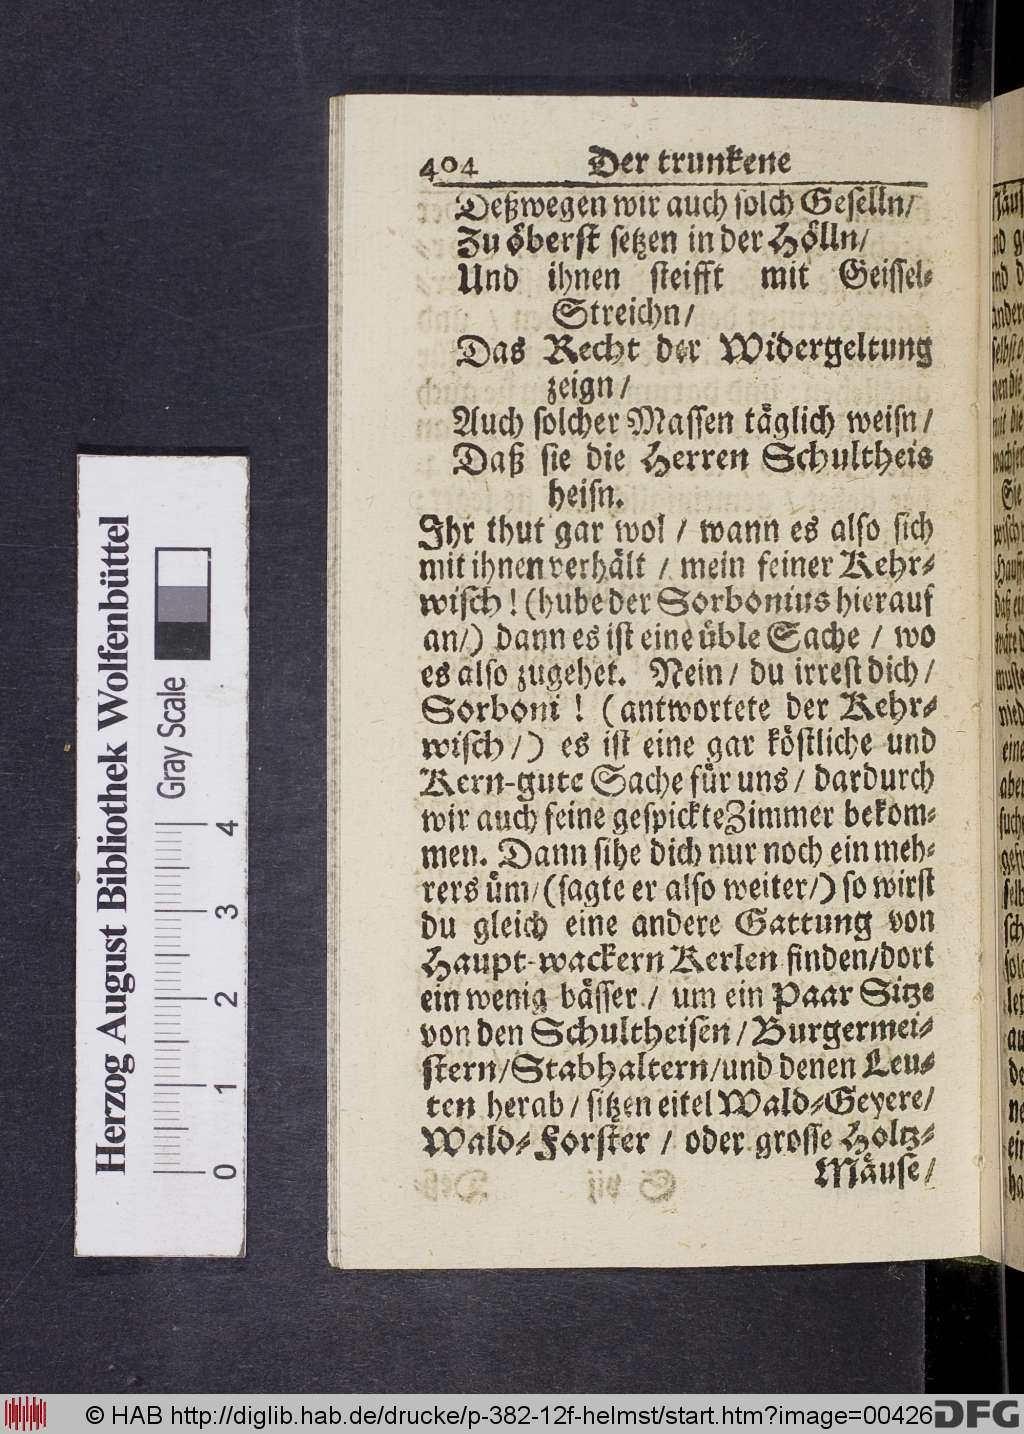 404 Der trunkene
Deßwegen wir auch solch Geselln/
Zu öberst setzen in der Hölln/
Und ihnen steifft mit Geissel-
Streichn/
Das Recht der Widergeltung
zeign/
Auch solcher Massen täglich weisn/
Daß sie die Herren Schultheis
heisn.
Ihr thut gar wol / wann es also sich
mit ihnen verhält / mein feiner Kehr-
wisch! (hube der Sorbonius hierauf
an/) dann es ist eine üble Sache / wo
es also zugehet. Nein / du irrest dich /
Sorboni! (antwortete der Kehr-
wisch /) es ist eine gar köstliche und
Kern-gute Sache für uns / dardurch
wir auch feine gespickte Zimmer bekom-
men. Dann sihe dich nur noch ein meh-
rers üm/ (sagte er also weiter/) so wirst
du gleich eine andere Gattung von
Haupt-wackern Kerlen finden/dort
ein wenig bässer / um ein Paar Sitze
von den Schultheisen / Burgermei-
stern/Stabhaltern/und denen Leu-
ten herab / sitzen eitel Wald-Geyere/
Wald-Forster / oder grosse Holtz-
Mäuse/
Herzog August Bibliothek Wolfenbüttel
Gray Scale
0 1 2 3 4
© HAB http://diglib.hab.de/drucke/p-382-12f-helmst/start.htm?image=00426
DFG